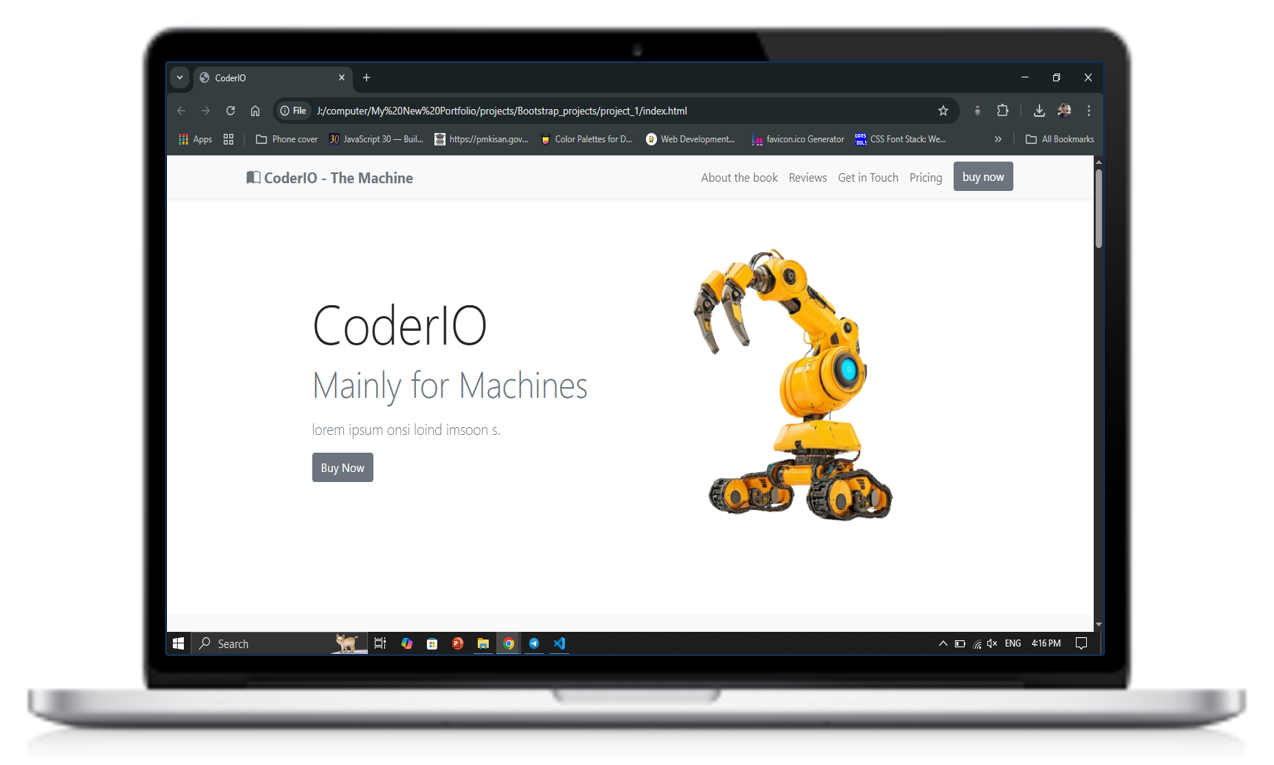 CoderIO
File J:/computer/My%20New%20Portfolio/projects/Bootstrap_projects/project_1/index.html
Apps Phone cover 30 JavaScript 30 — Buil... https://pmkisan.gov... Color Palettes for D... Web Development... favicon.ico Generator CSS Font Stack: We... All Bookmarks
CoderIO - The Machine About the book Reviews Get in Touch Pricing buy now
CoderIO
Mainly for Machines
lorem ipsum onsi loind imsoon s.
Buy Now
Search ENG 4:16 PM